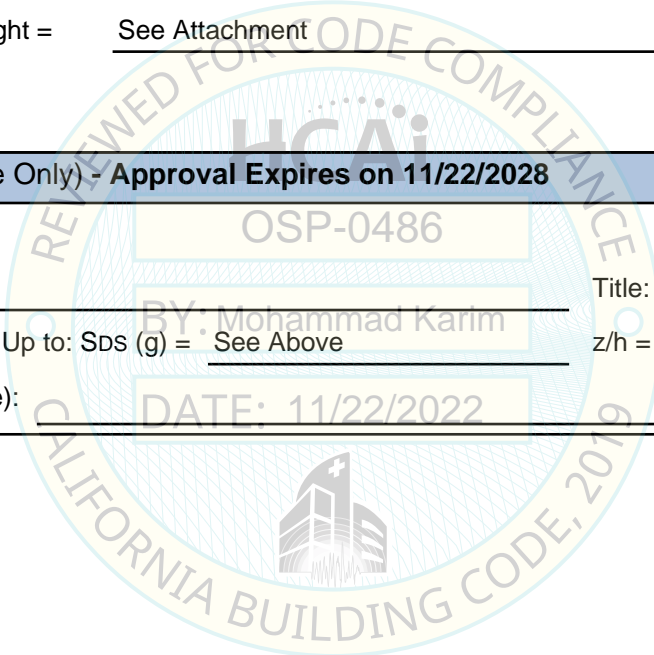 ght = See Attachment
e Only) - Approval Expires on 11/22/2028
Title:
Up to: SDS (g) = See Above z/h =
e):
REVIEWED FOR CODE COMPLIANCE
HCAi
OSP-0486
BY: Mohammad Karim
DATE: 11/22/2022
CALIFORNIA BUILDING CODE, 2019